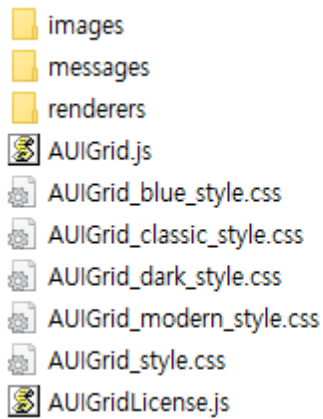 images
messages
renderers
AUIGrid.js
AUIGrid_blue_style.css
AUIGrid_classic_style.css
AUIGrid_dark_style.css
AUIGrid_modern_style.css
AUIGrid_style.css
AUIGridLicense.js